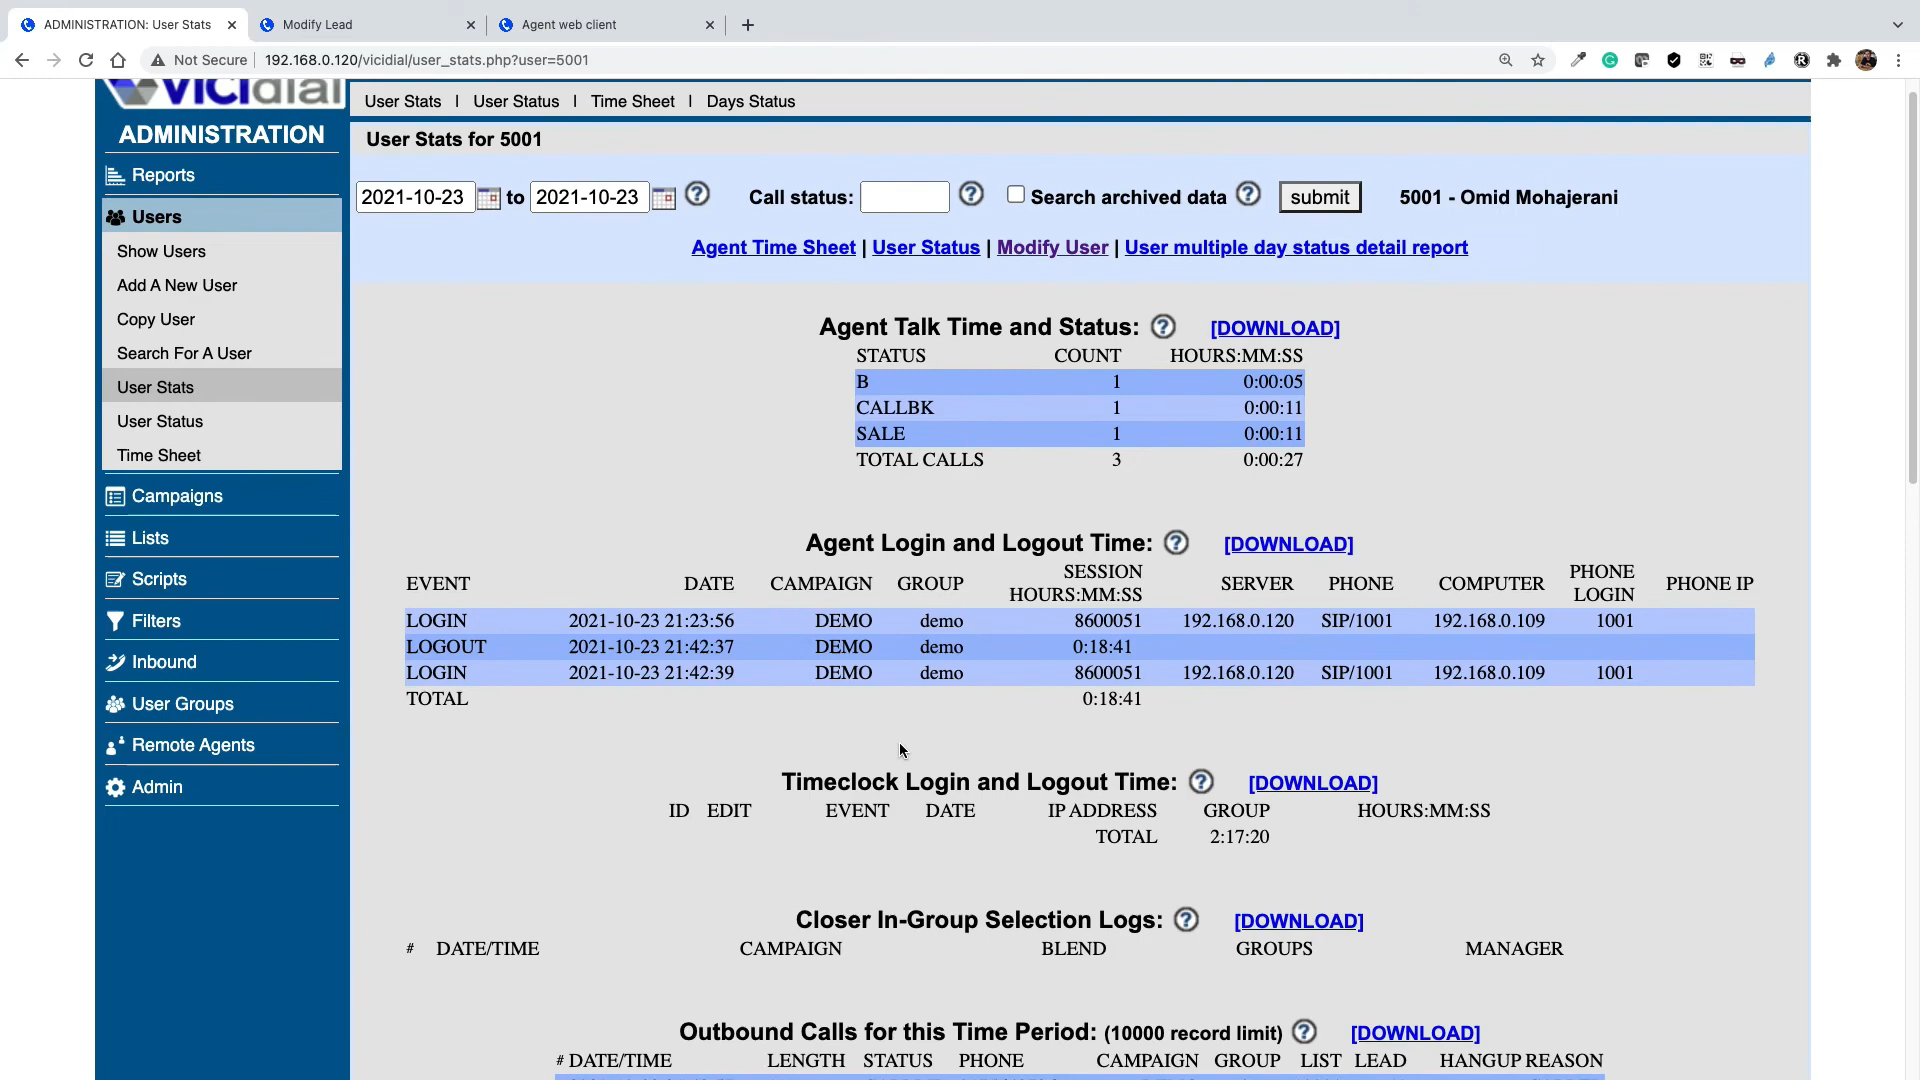 ADMINISTRATION: User Stats
Modify Lead
Agent web client
Not Secure 192.168.0.120/vicidial/user_stats.php?user=5001
vicidial
User Stats | User Status | Time Sheet | Days Status
ADMINISTRATION
Reports
Users
Show Users
Add A New User
Copy User
Search For A User
User Stats
User Status
Time Sheet
Campaigns
Lists
Scripts
Filters
Inbound
User Groups
Remote Agents
Admin
User Stats for 5001
2021-10-23 to 2021-10-23 ? Call status: ? Search archived data ? submit 5001 - Omid Mohajerani
Agent Time Sheet | User Status | Modify User | User multiple day status detail report
Agent Talk Time and Status: ? [DOWNLOAD]
STATUS COUNT HOURS:MM:SS
B 1 0:00:05
CALLBK 1 0:00:11
SALE 1 0:00:11
TOTAL CALLS 3 0:00:27
Agent Login and Logout Time: ? [DOWNLOAD]
EVENT DATE CAMPAIGN GROUP SESSION HOURS:MM:SS SERVER PHONE COMPUTER PHONE LOGIN PHONE IP
LOGIN 2021-10-23 21:23:56 DEMO demo 8600051 192.168.0.120 SIP/1001 192.168.0.109 1001
LOGOUT 2021-10-23 21:42:37 DEMO demo 0:18:41
LOGIN 2021-10-23 21:42:39 DEMO demo 8600051 192.168.0.120 SIP/1001 192.168.0.109 1001
TOTAL 0:18:41
Timeclock Login and Logout Time: ? [DOWNLOAD]
ID EDIT EVENT DATE IP ADDRESS GROUP HOURS:MM:SS
TOTAL 2:17:20
Closer In-Group Selection Logs: ? [DOWNLOAD]
# DATE/TIME CAMPAIGN BLEND GROUPS MANAGER
Outbound Calls for this Time Period: (10000 record limit) ? [DOWNLOAD]
# DATE/TIME LENGTH STATUS PHONE CAMPAIGN GROUP LIST LEAD HANGUP REASON